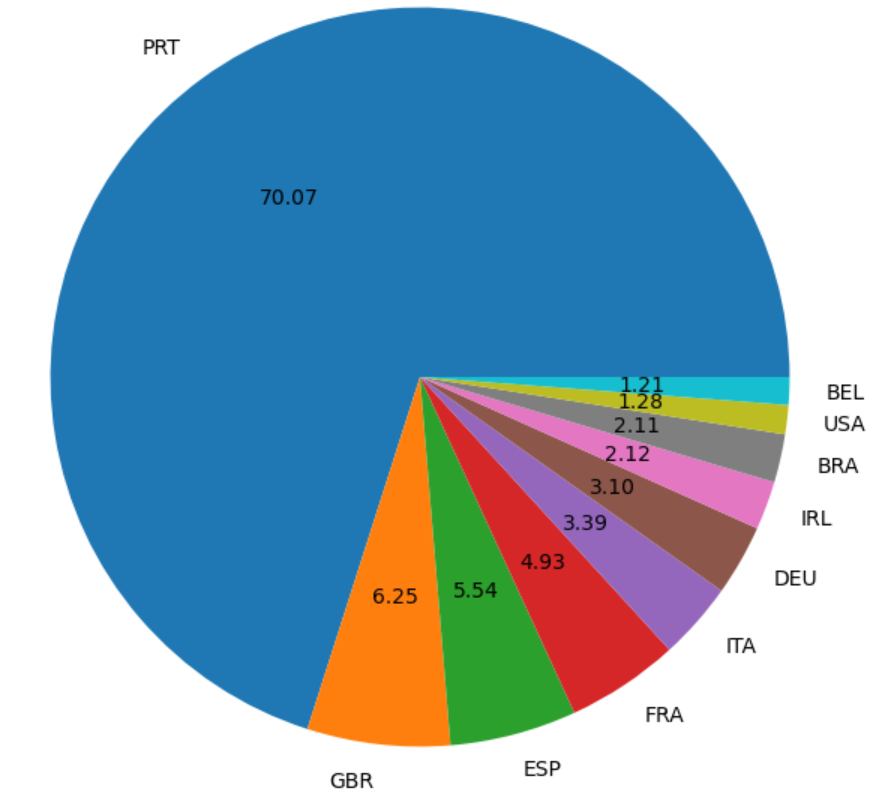 PRT
70.07
1.21
BEL
1.28
USA
2.11
BRA
2.12
IRL
3.10
DEU
3.39
ITA
4.93
FRA
5.54
ESP
6.25
GBR